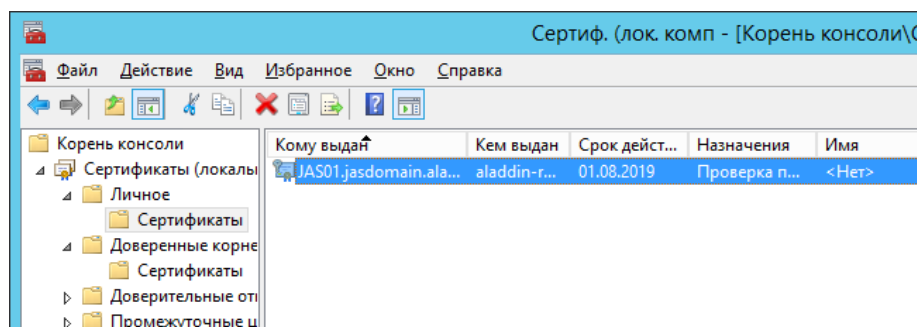 Сертиф. (лок. комп - [Корень консоли\С
Файл Действие Вид Избранное Окно Справка
Корень консоли
Сертификаты (локалы
Личное
Сертификаты
Доверенные корне
Сертификаты
Доверительные от
Промежуточные ц
Кому выдан Кем выдан Срок дейст... Назначения Имя
JAS01.jasdomain.ala... aladdin-r... 01.08.2019 Проверка п... <Нет>